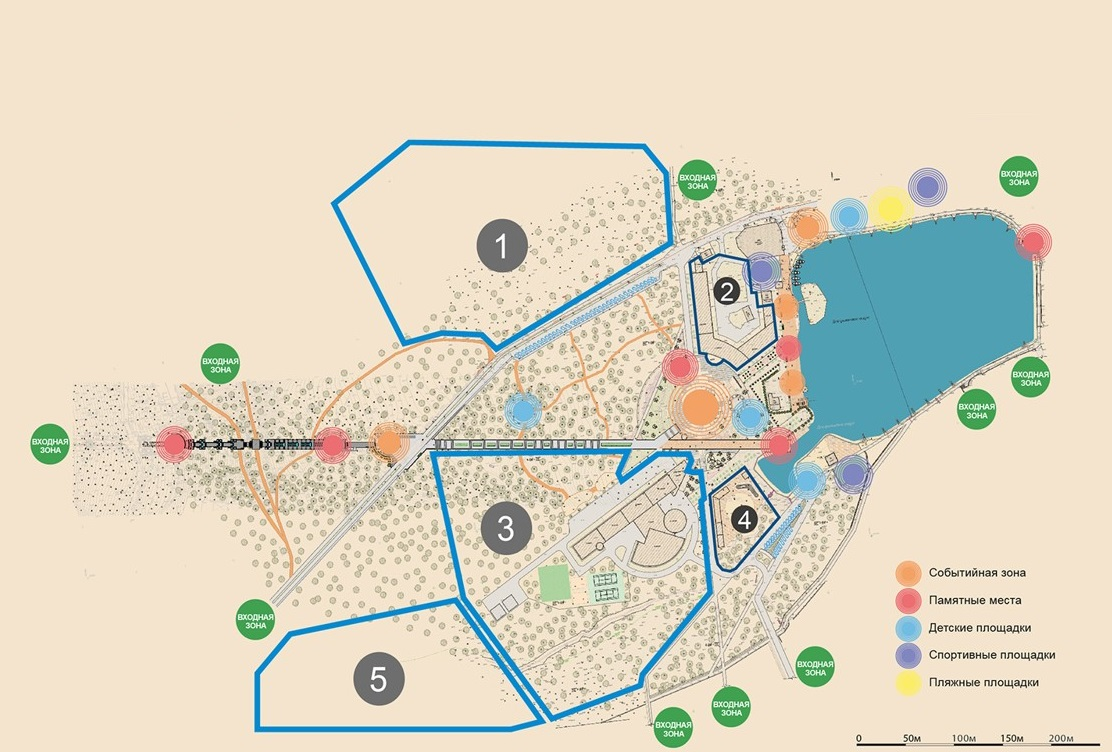 ВХОДНАЯ
ЗОНА
ВХОДНАЯ
ЗОНА
1
2
ВХОДНАЯ
ЗОНА
ВХОДНАЯ
ЗОНА
ВХОДНАЯ
ЗОНА
ВХОДНАЯ
ЗОНА
3
4
Событийная зона
Памятные места
Детские площадки
Спортивные площадки
Пляжные площадки
ВХОДНАЯ
ЗОНА
5
ВХОДНАЯ
ЗОНА
ВХОДНАЯ
ЗОНА
ВХОДНАЯ
ЗОНА
0 50м 100м 150м 200м